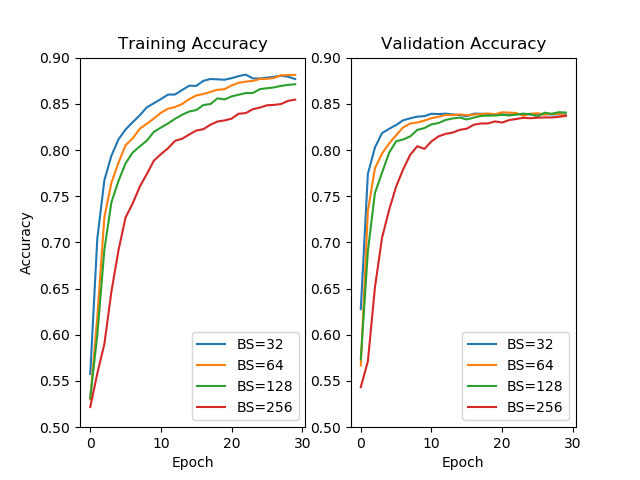 Training Accuracy
0.90
0.85
0.80
0.75
0.70
0.65
0.60
0.55
0.50
Accuracy
0
10
20
30
Epoch
BS=32
BS=64
BS=128
BS=256
Validation Accuracy
0.90
0.85
0.80
0.75
0.70
0.65
0.60
0.55
0.50
0
10
20
30
Epoch
BS=32
BS=64
BS=128
BS=256